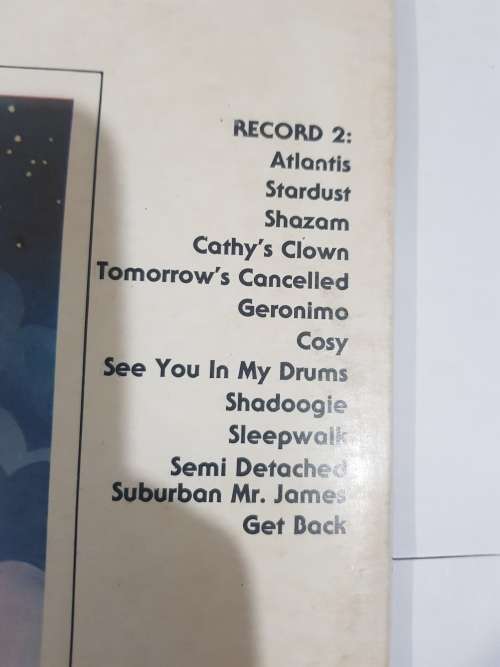 RECORD 2:
Atlantis
Stardust
Shazam
Cathy's Clown
Tomorrow's Cancelled
Geronimo
Cosy
See You In My Drums
Shadoogie
Sleepwalk
Semi Detached
Suburban Mr. James
Get Back